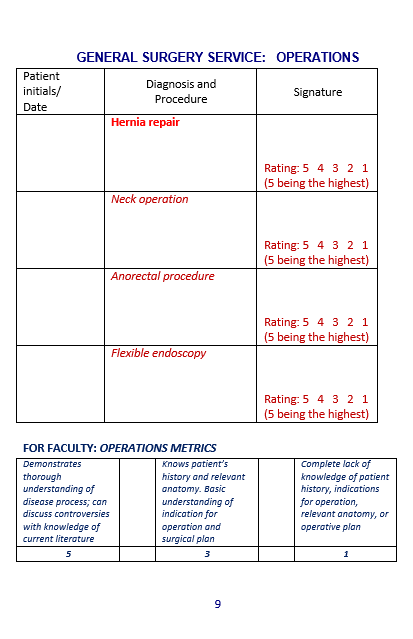 GENERAL SURGERY SERVICE: OPERATIONS
Patient
initials/
Date
Diagnosis and
Procedure
Signature
Hernia repair
Rating: 5 4 3 2 1
(5 being the highest)
Neck operation
Rating: 5 4 3 2 1
(5 being the highest)
Anorectal procedure
Rating: 5 4 3 2 1
(5 being the highest)
Flexible endoscopy
Rating: 5 4 3 2 1
(5 being the highest)
FOR FACULTY: OPERATIONS METRICS
Demonstrates
thorough
understanding of
disease process; can
discuss controversies
with knowledge of
current literature
Knows patient's
history and relevant
anatomy. Basic
understanding of
indication for
operation and
surgical plan
Complete lack of
knowledge of patient
history, indications
for operation,
relevant anatomy, or
operative plan
5
3
1
9